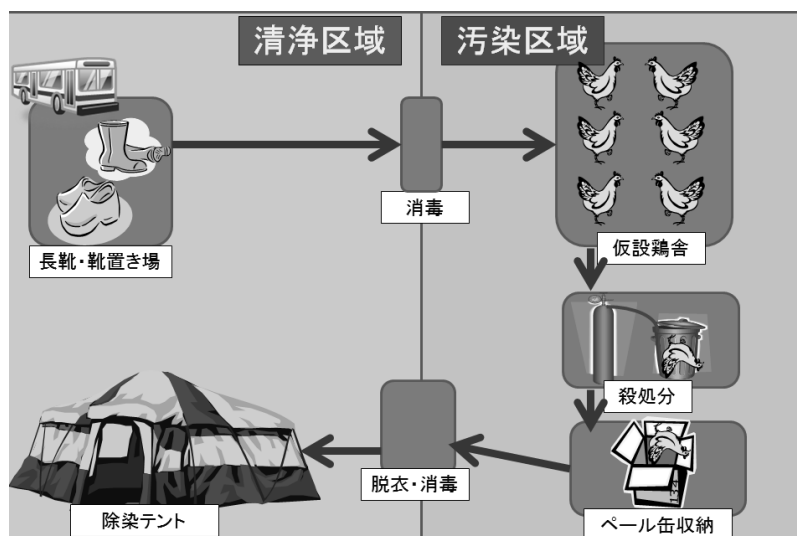 清浄区域
汚染区域
長靴・靴置き場
消毒
仮設鶏舎
殺処分
ペール缶収納
脱衣・消毒
除染テント